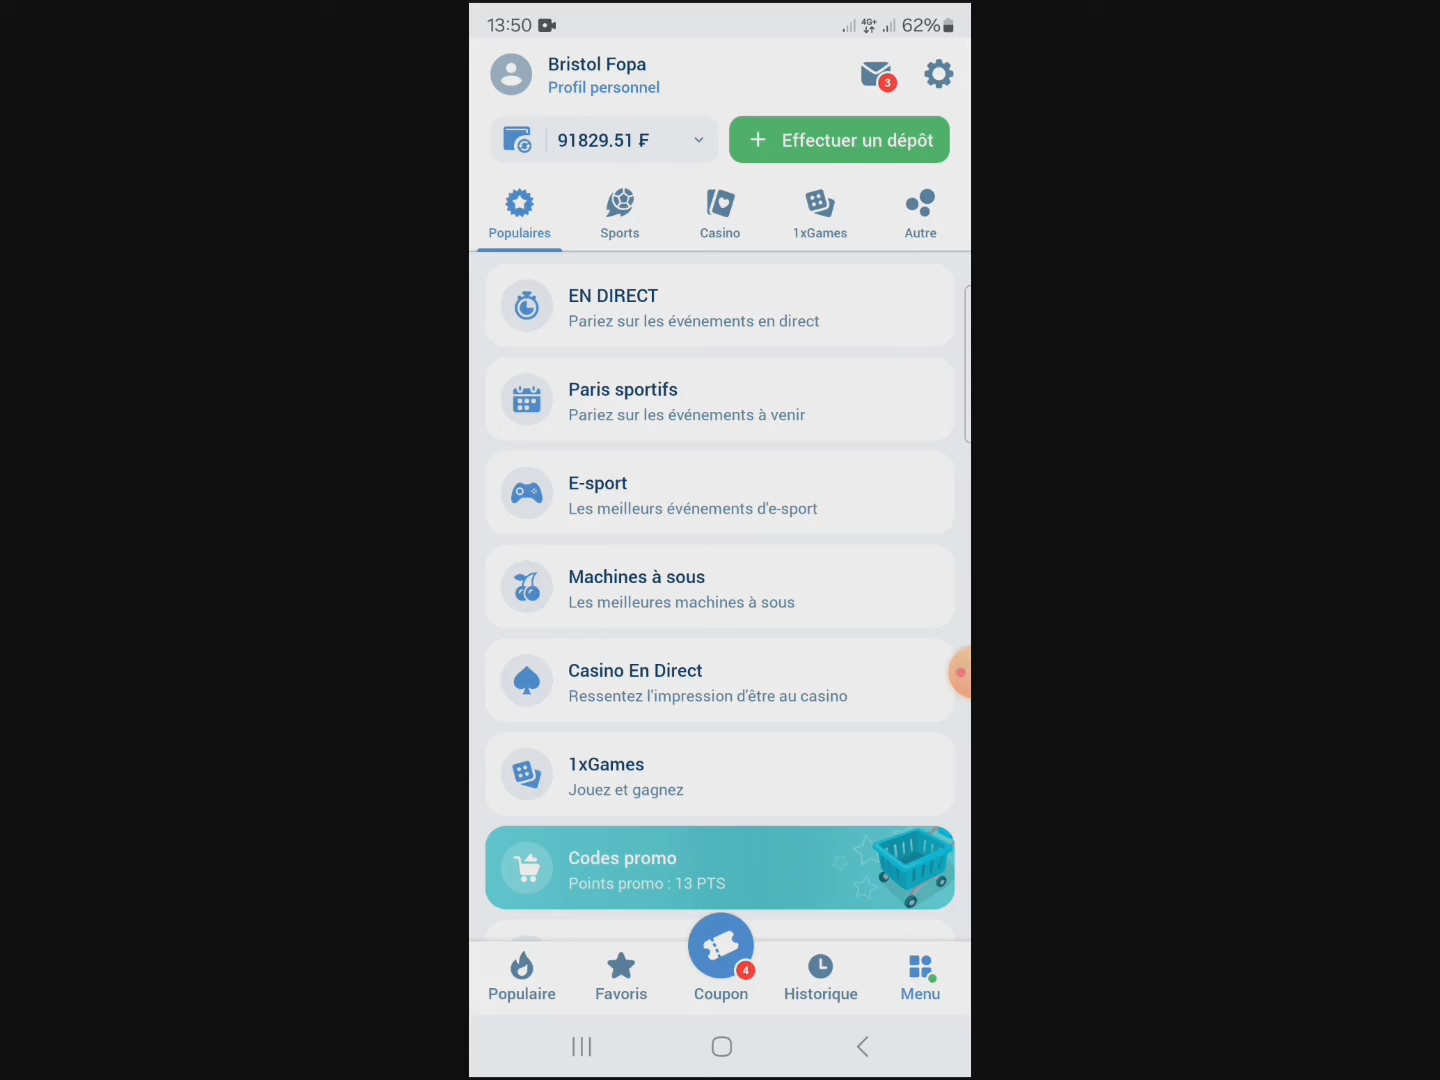 13:50
4G+
62%
Bristol Fopa
Profil personnel
3
91829.51 ₣
+ Effectuer un dépôt
Populaires
Sports
Casino
1xGames
Autre
EN DIRECT
Pariez sur les événements en direct
Paris sportifs
Pariez sur les événements à venir
E-sport
Les meilleurs événements d'e-sport
Machines à sous
Les meilleures machines à sous
Casino En Direct
Ressentez l'impression d'être au casino
1xGames
Jouez et gagnez
Codes promo
Points promo : 13 PTS
4
Populaire
Favoris
Coupon
Historique
Menu